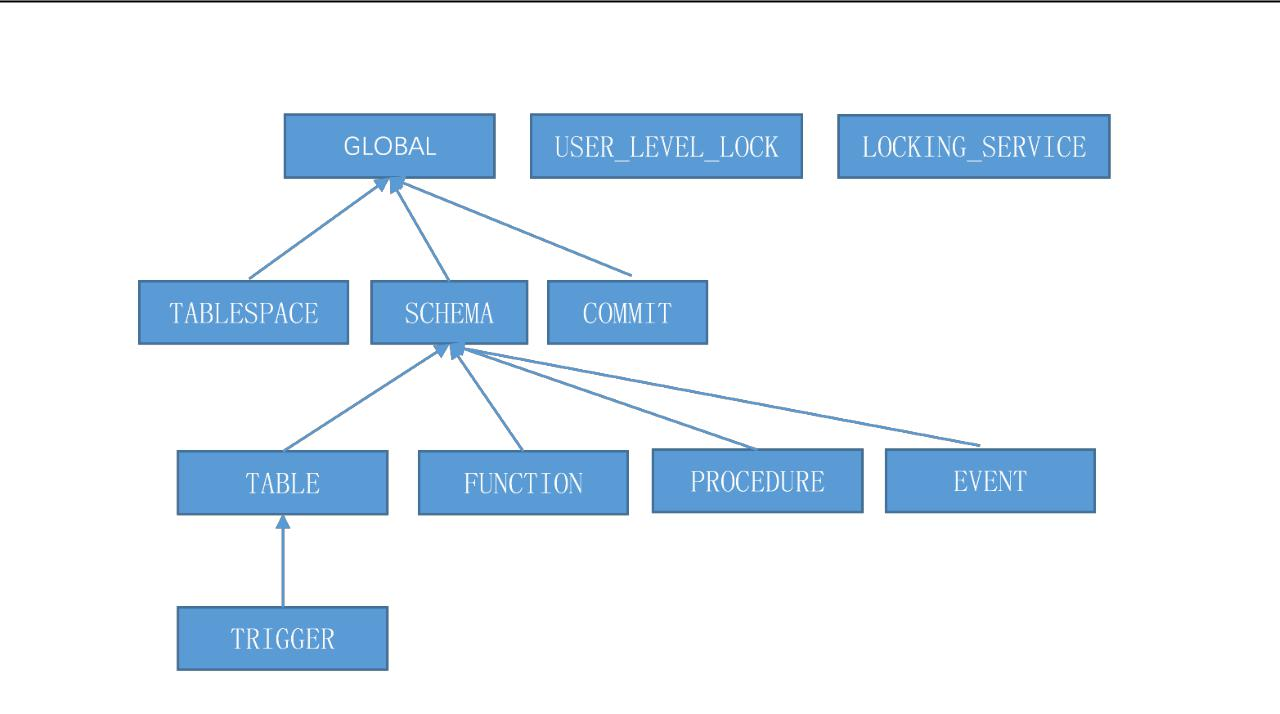 GLOBAL
USER_LEVEL_LOCK
LOCKING_SERVICE
TABLESPACE
SCHEMA
COMMIT
TABLE
FUNCTION
PROCEDURE
EVENT
TRIGGER